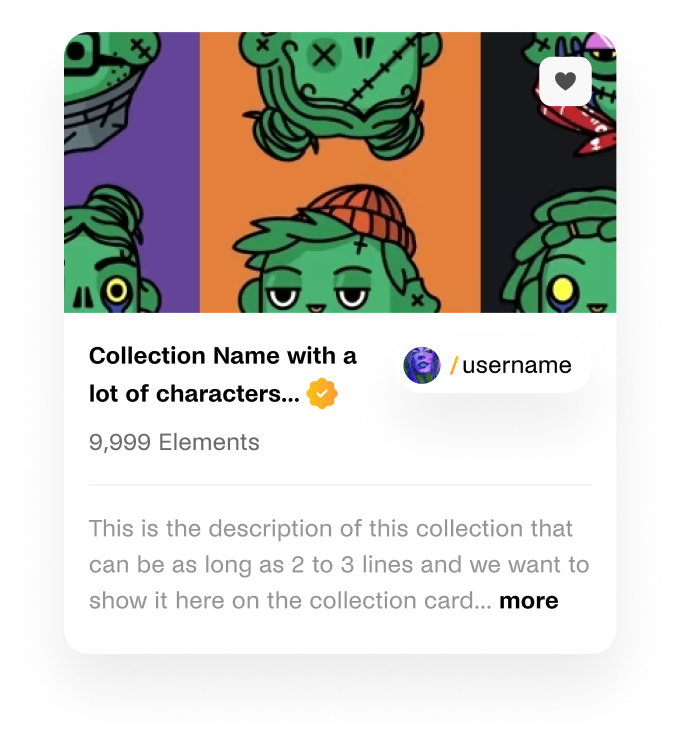 Collection Name with a
lot of characters...
/username
9,999 Elements
This is the description of this collection that
can be as long as 2 to 3 lines and we want to
show it here on the collection card... more